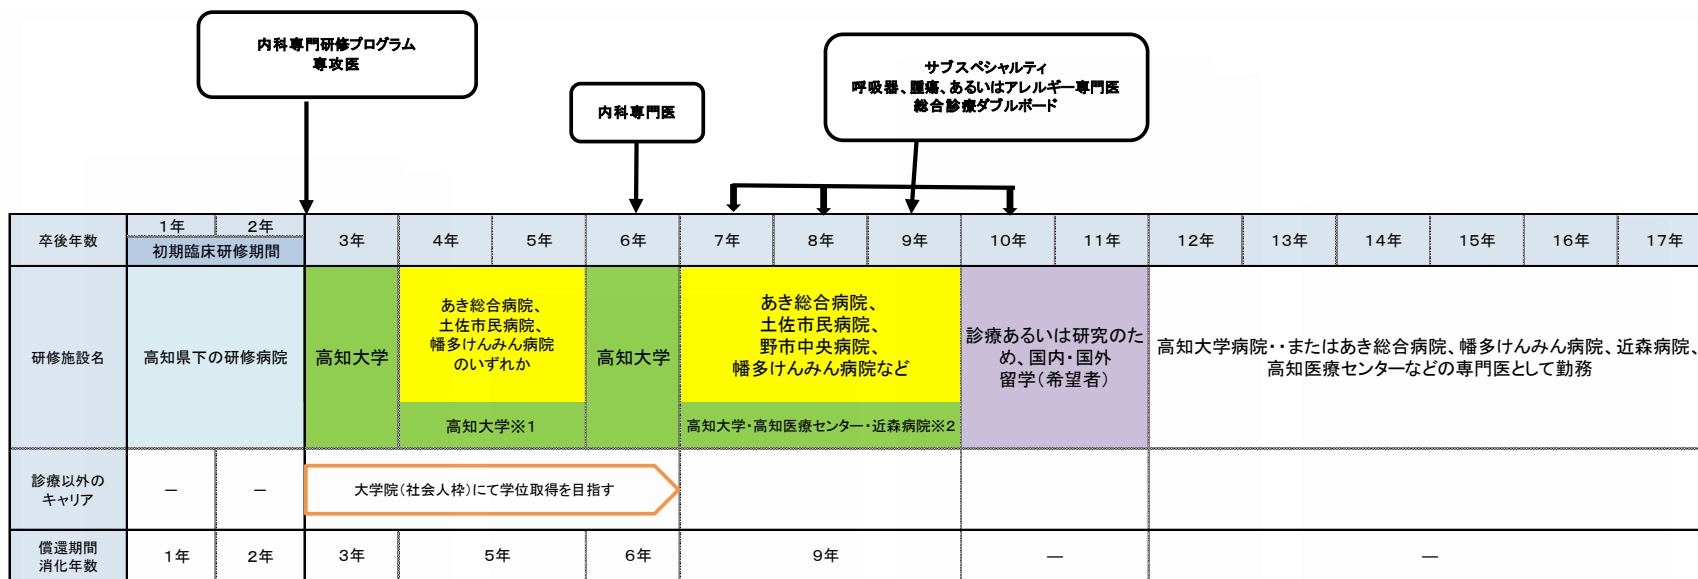 内科専門研修プログラム
専攻医
サブスペシャルティ
呼吸器、腫瘍、あるいはアレルギー専門医
総合診療ダブルボード
内科専門医
卒後年数
1年
2年
初期臨床研修期間
3年
4年
5年
6年
7年
8年
9年
10年
11年
12年
13年
14年
15年
16年
17年
研修施設名
高知県下の研修病院
高知大学
あき総合病院、
土佐市民病院、
幡多けんみん病院
のいずれか
高知大学※1
高知大学
あき総合病院、
土佐市民病院、
野市中央病院、
幡多けんみん病院など
高知大学・高知医療センター・近森病院※2
診療あるいは研究のた
め、国内・国外
留学(希望者)
高知大学病院・・またはあき総合病院、幡多けんみん病院、近森病院、
高知医療センターなどの専門医として勤務
診療以外の
キャリア
－
－
大学院(社会人枠)にて学位取得を目指す
償還期間
消化年数
1年
2年
3年
5年
6年
9年
―
―